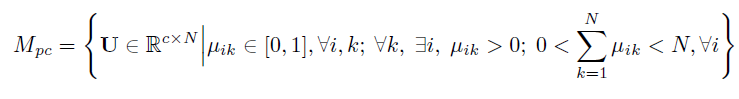 M_{pc} = \left\{ \mathbf{U} \in \mathbb{R}^{c \times N} \middle| \mu_{ik} \in [0, 1], \forall i, k; \; \forall k, \; \exists i, \; \mu_{ik} > 0; \; 0 < \sum_{k=1}^{N} \mu_{ik} < N, \forall i \right\}